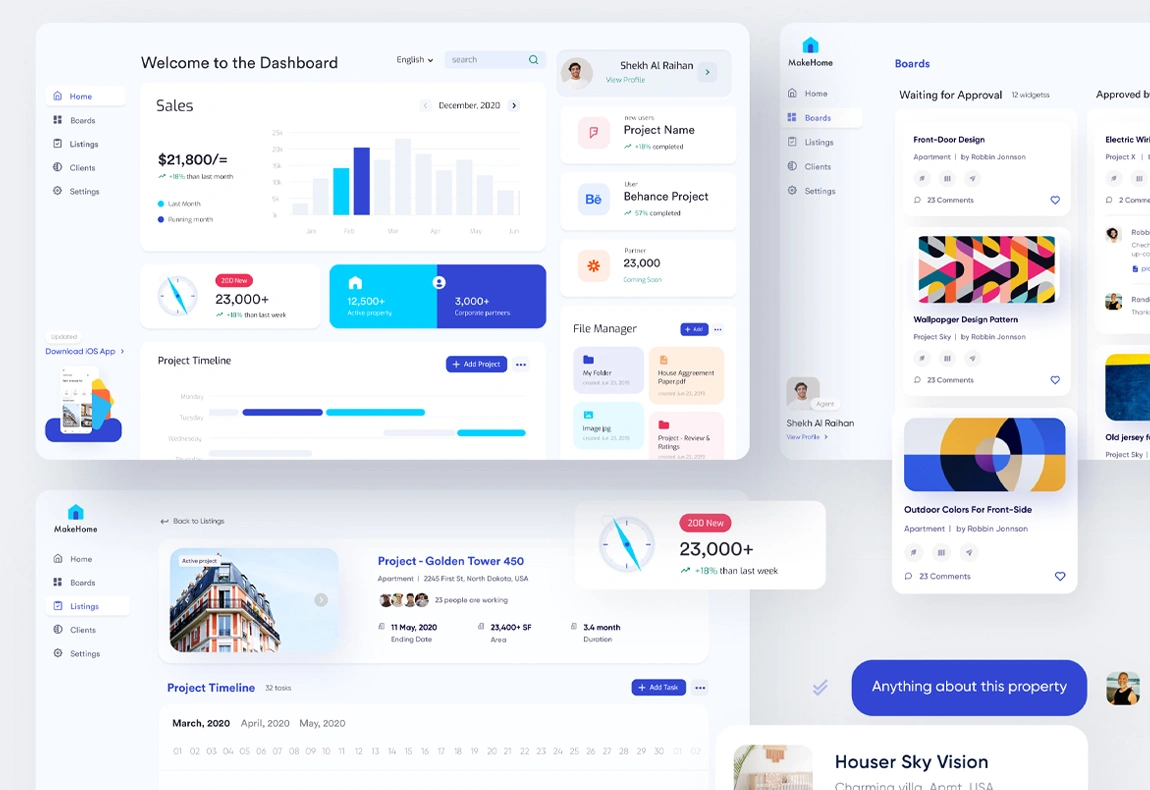 Welcome to the Dashboard
English
search
Shekh Al Raihan
View Profile
Home
Boards
Listings
Clients
Settings
Sales
December, 2020
$21,800/=
+18% than last month
Last Month
Running month
25k
20k
15k
10k
5k
1k
Jan
Feb
Mar
Apr
May
Jun
new users
Project Name
+18% completed
User
Bē
Behance Project
57% completed
Partner
23,000
Coming Soon
200 New
23,000+
+18% than last week
12,500+
Active property
3,000+
Corporate partners
Updated
Download iOS App
Project Timeline
+ Add Project
Monday
Tuesday
Wednesday
Thursday
File Manager
+ Add
My Folder
created Jun 23, 2019
House Aggreement
Paper.pdf
created Jun 23, 2019
Image.jpg
created Jun 23, 2019
Project - Review &
Ratings
created Jun 23, 2019
MakeHome
Home
Boards
Listings
Clients
Settings
Agent
Shekh Al Raihan
View Profile
Boards
Waiting for Approval
12 widgetss
Front-Door Design
Apartment | by Robbin Jonnson
23 Comments
Wallpapger Design Pattern
Project Sky | by Robbin Jonnson
23 Comments
Outdoor Colors For Front-Side
Apartment | by Robbin Jonnson
23 Comments
Approved b
Electric Wiri
Project X |
2 Comme
Robb
Chech
up-co
pro
Rand
Thank
Old jersey f
Project Sky |
MakeHome
Home
Boards
Listings
Clients
Settings
Back to Listings
Active project
Project - Golden Tower 450
Apartment | 2245 First St, North Dakota, USA
23 people are working
11 May, 2020
Ending Date
23,400+ SF
Area
3.4 month
Duration
200 New
23,000+
+18% than last week
Project Timeline
32 tasks
+ Add Task
March, 2020 April, 2020 May, 2020
01 02 03 04 05 06 07 08 09 10 11 12 13 14 15 16 17 18 19 20 21 22 23 24 25 26 27 28 29 30 01 02
Anything about this property
Houser Sky Vision
Charming villa, Apmt, USA